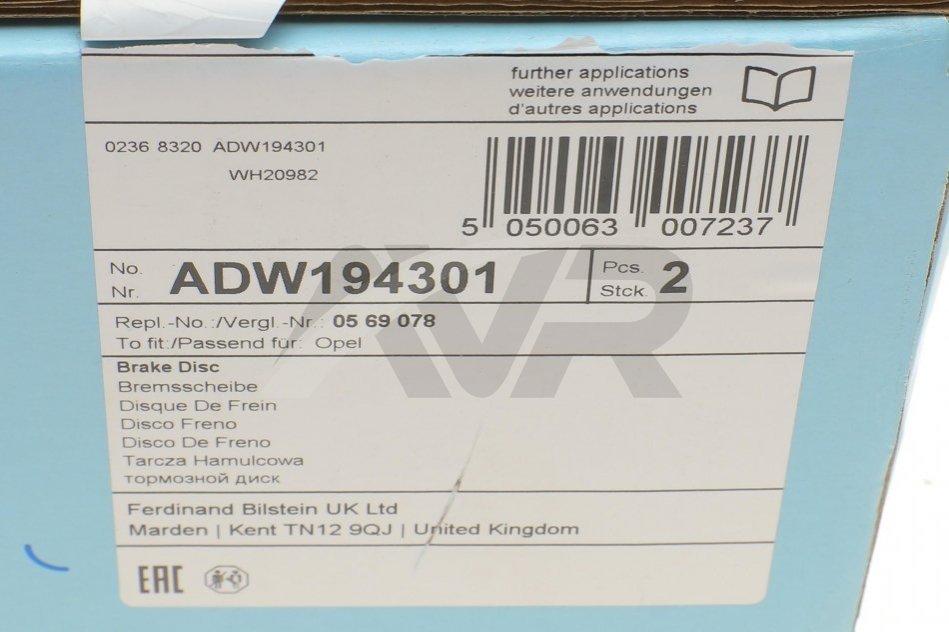 further applications
weitere anwendungen
d'autres applications
0236 8320 ADW194301
WH20982
5 050063 007237
No.
Nr. ADW194301
Pcs.
Stck. 2
Repl.-No.:/Vergl.-Nr.: 05 69 078
To fit:/Passend für: Opel
Brake Disc
Bremsscheibe
Disque De Frein
Disco Freno
Disco De Freno
Tarcza Hamulcowa
тормозной диск
Ferdinand Bilstein UK Ltd
Marden | Kent TN12 9QJ | United Kingdom
EAC
AVR